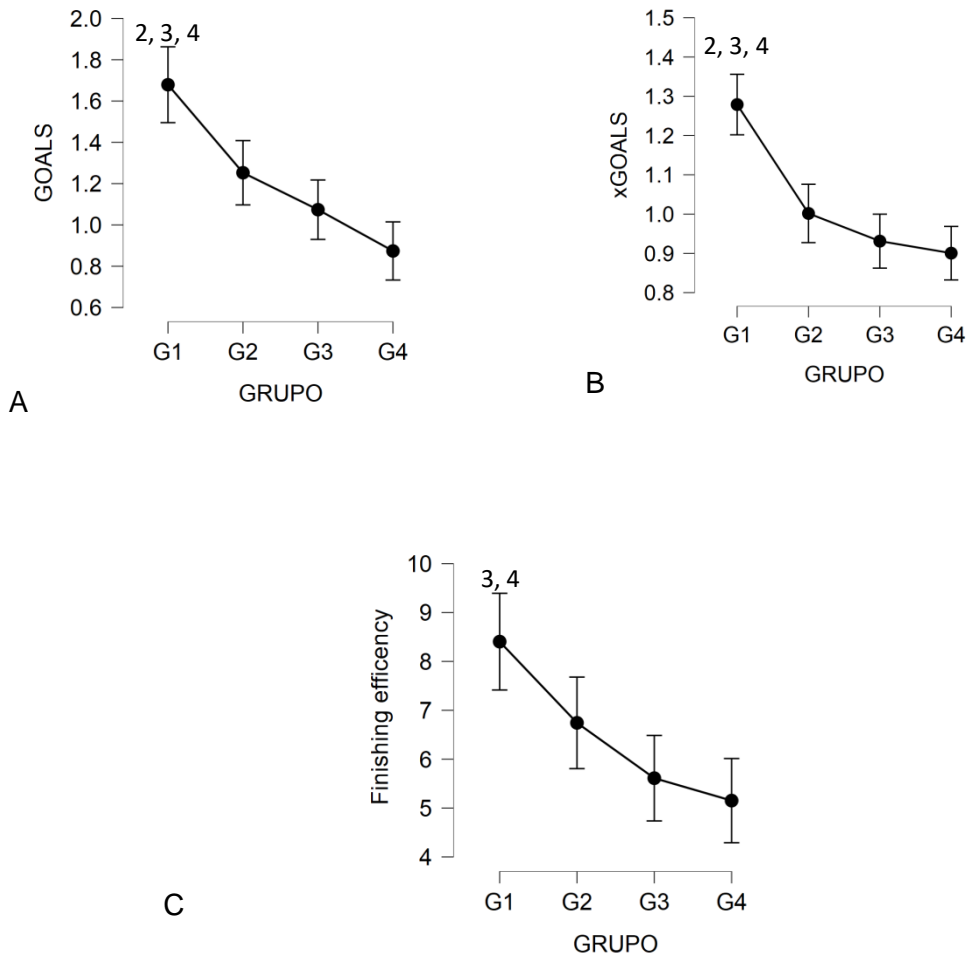 2.0
1.8
1.6
1.4
1.2
1.0
0.8
0.6
GOALS
2, 3, 4
G1 G2 G3 G4
GRUPO
A
1.5
1.4
1.3
1.2
1.1
1.0
0.9
0.8
xGOALS
2, 3, 4
G1 G2 G3 G4
GRUPO
B
10
9
8
7
6
5
4
Finishing efficency
3, 4
G1 G2 G3 G4
GRUPO
C